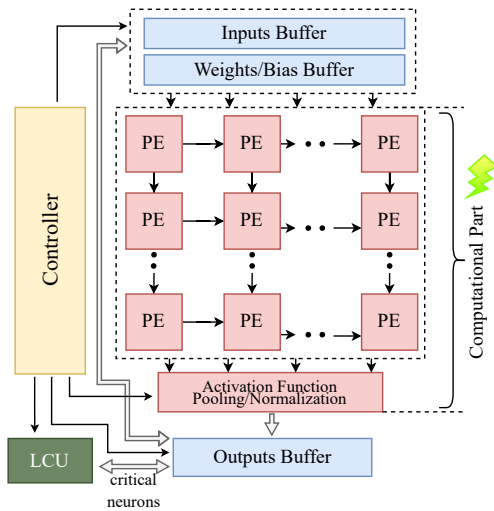 Inputs Buffer
Weights/Bias Buffer
Controller
PE PE PE
PE PE PE
PE PE PE
Computational Part
Activation Function
Pooling/Normalization
LCU
critical
neurons
Outputs Buffer